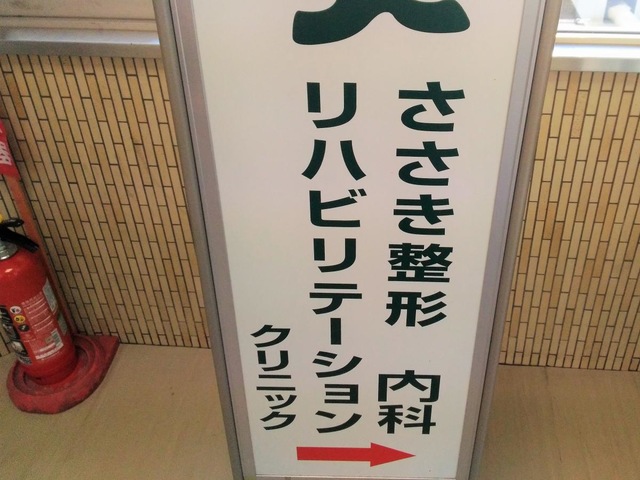 ささき整形 内科
リハビリテーション
クリニック